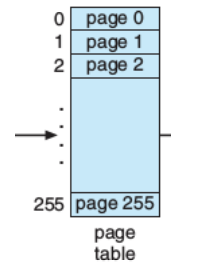 0 page 0
1 page 1
2 page 2
255 page 255
page
table